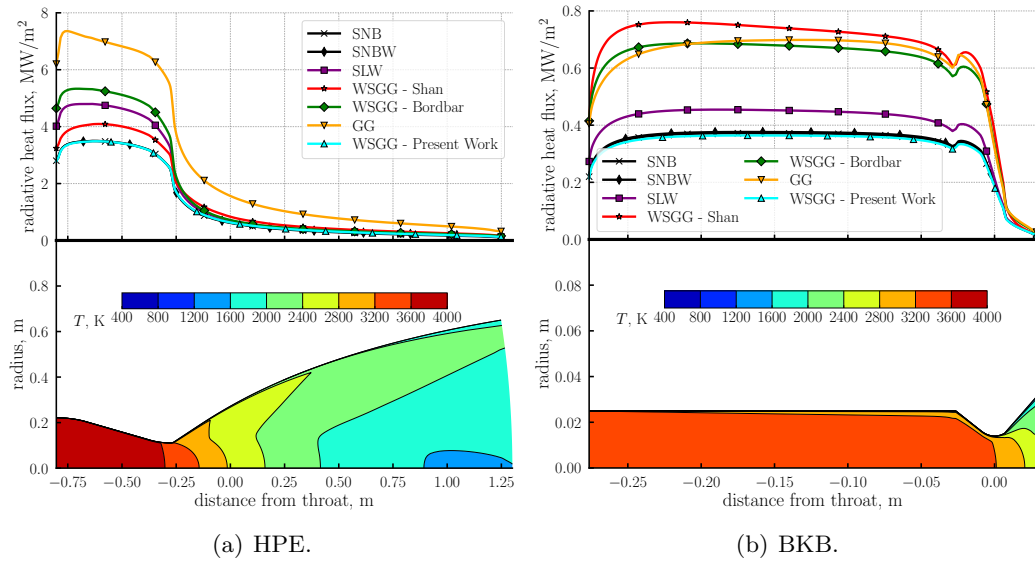 radiative heat flux, MW/m²
8
6
4
2
0
SNB
SNBW
SLW
WSGG - Shan
WSGG - Bordbar
GG
WSGG - Present Work
radius, m
0.8
0.6
0.4
0.2
0.0
T, K
400 800 1200 1600 2000 2400 2800 3200 3600 4000
−0.75 −0.50 −0.25 0.00 0.25 0.50 0.75 1.00 1.25
distance from throat, m
(a) HPE.
radiative heat flux, MW/m²
0.8
0.6
0.4
0.2
0.0
SNB
SNBW
SLW
WSGG - Shan
WSGG - Bordbar
GG
WSGG - Present Work
radius, m
0.08
0.06
0.04
0.02
0.00
T, K
400 800 1200 1600 2000 2400 2800 3200 3600 4000
−0.25 −0.20 −0.15 −0.10 −0.05 0.00
distance from throat, m
(b) BKB.